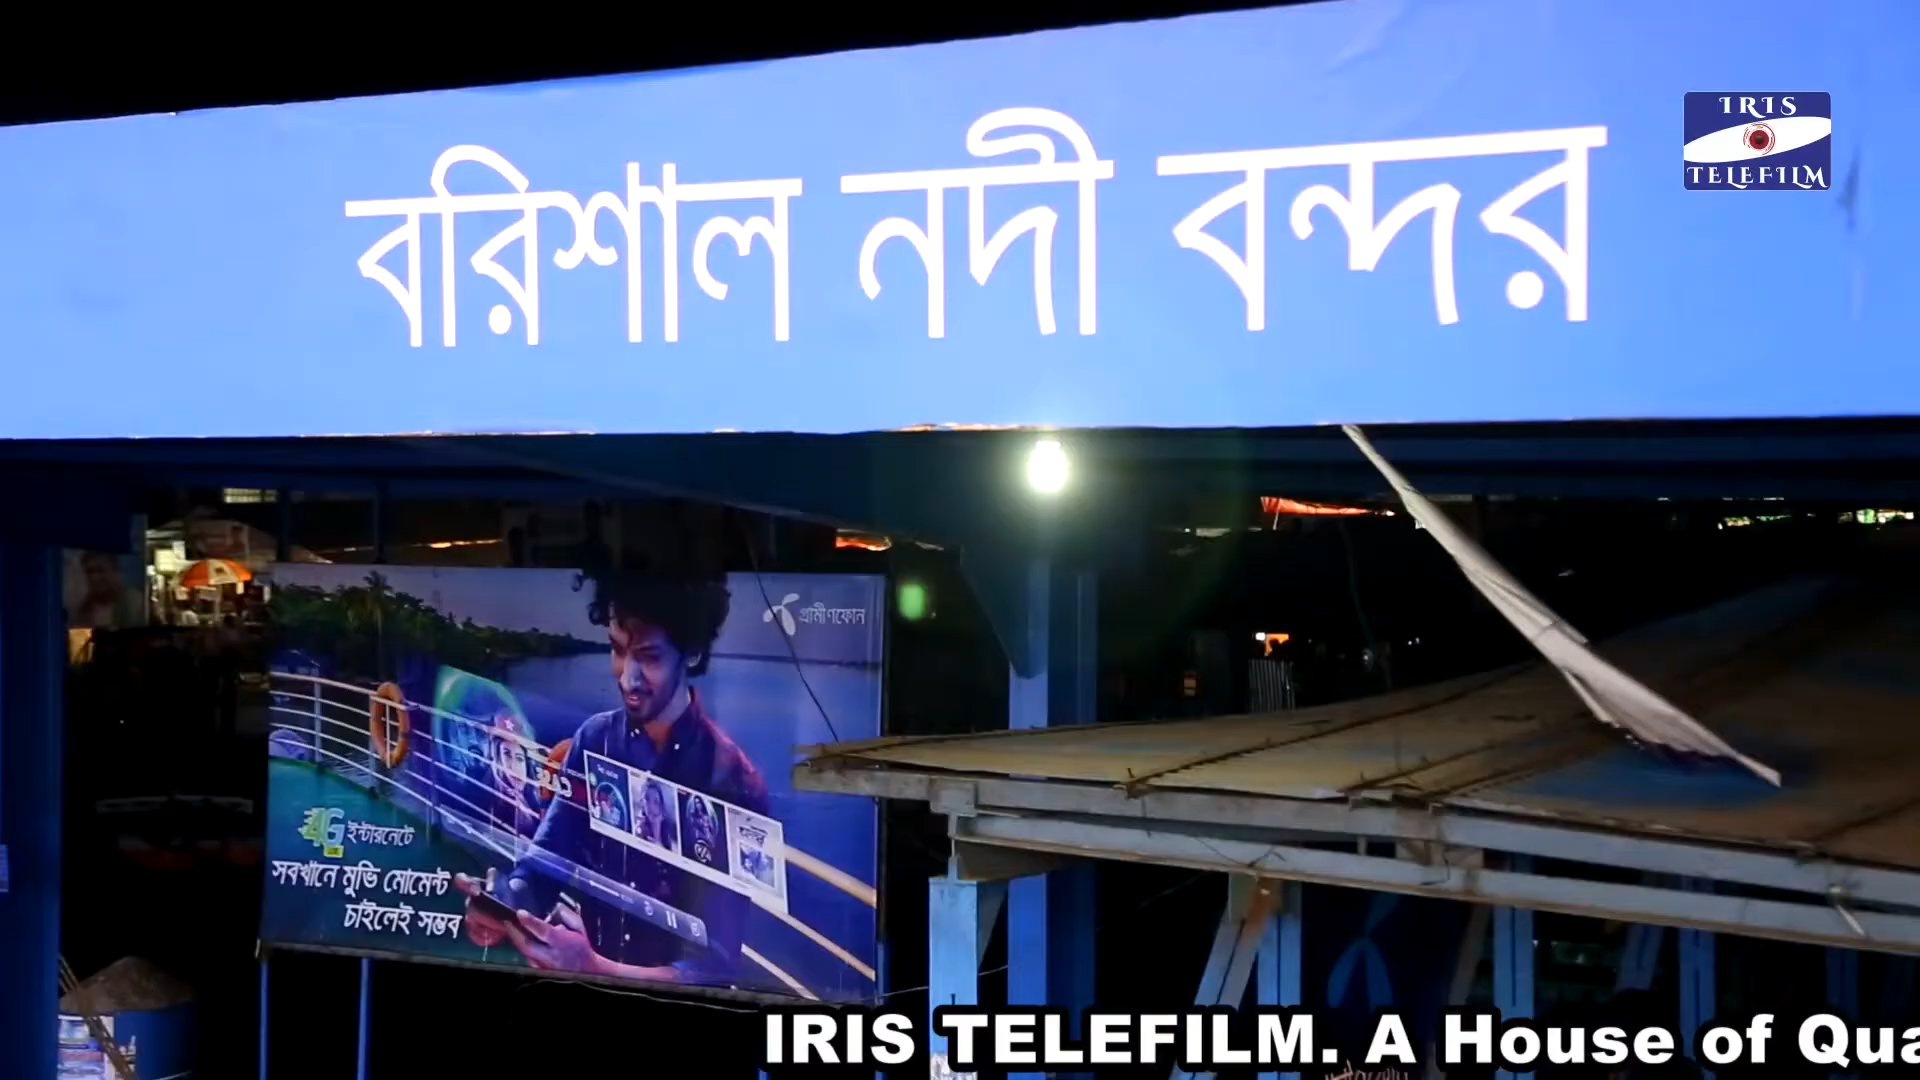 বরিশাল নদী বন্দর
IRIS
TELEFILM
গ্রামীণফোন
4G ইন্টারনেটে
সবখানে মুভি মোমেন্ট
চাইলেই সম্ভব
IRIS TELEFILM. A House of Qua